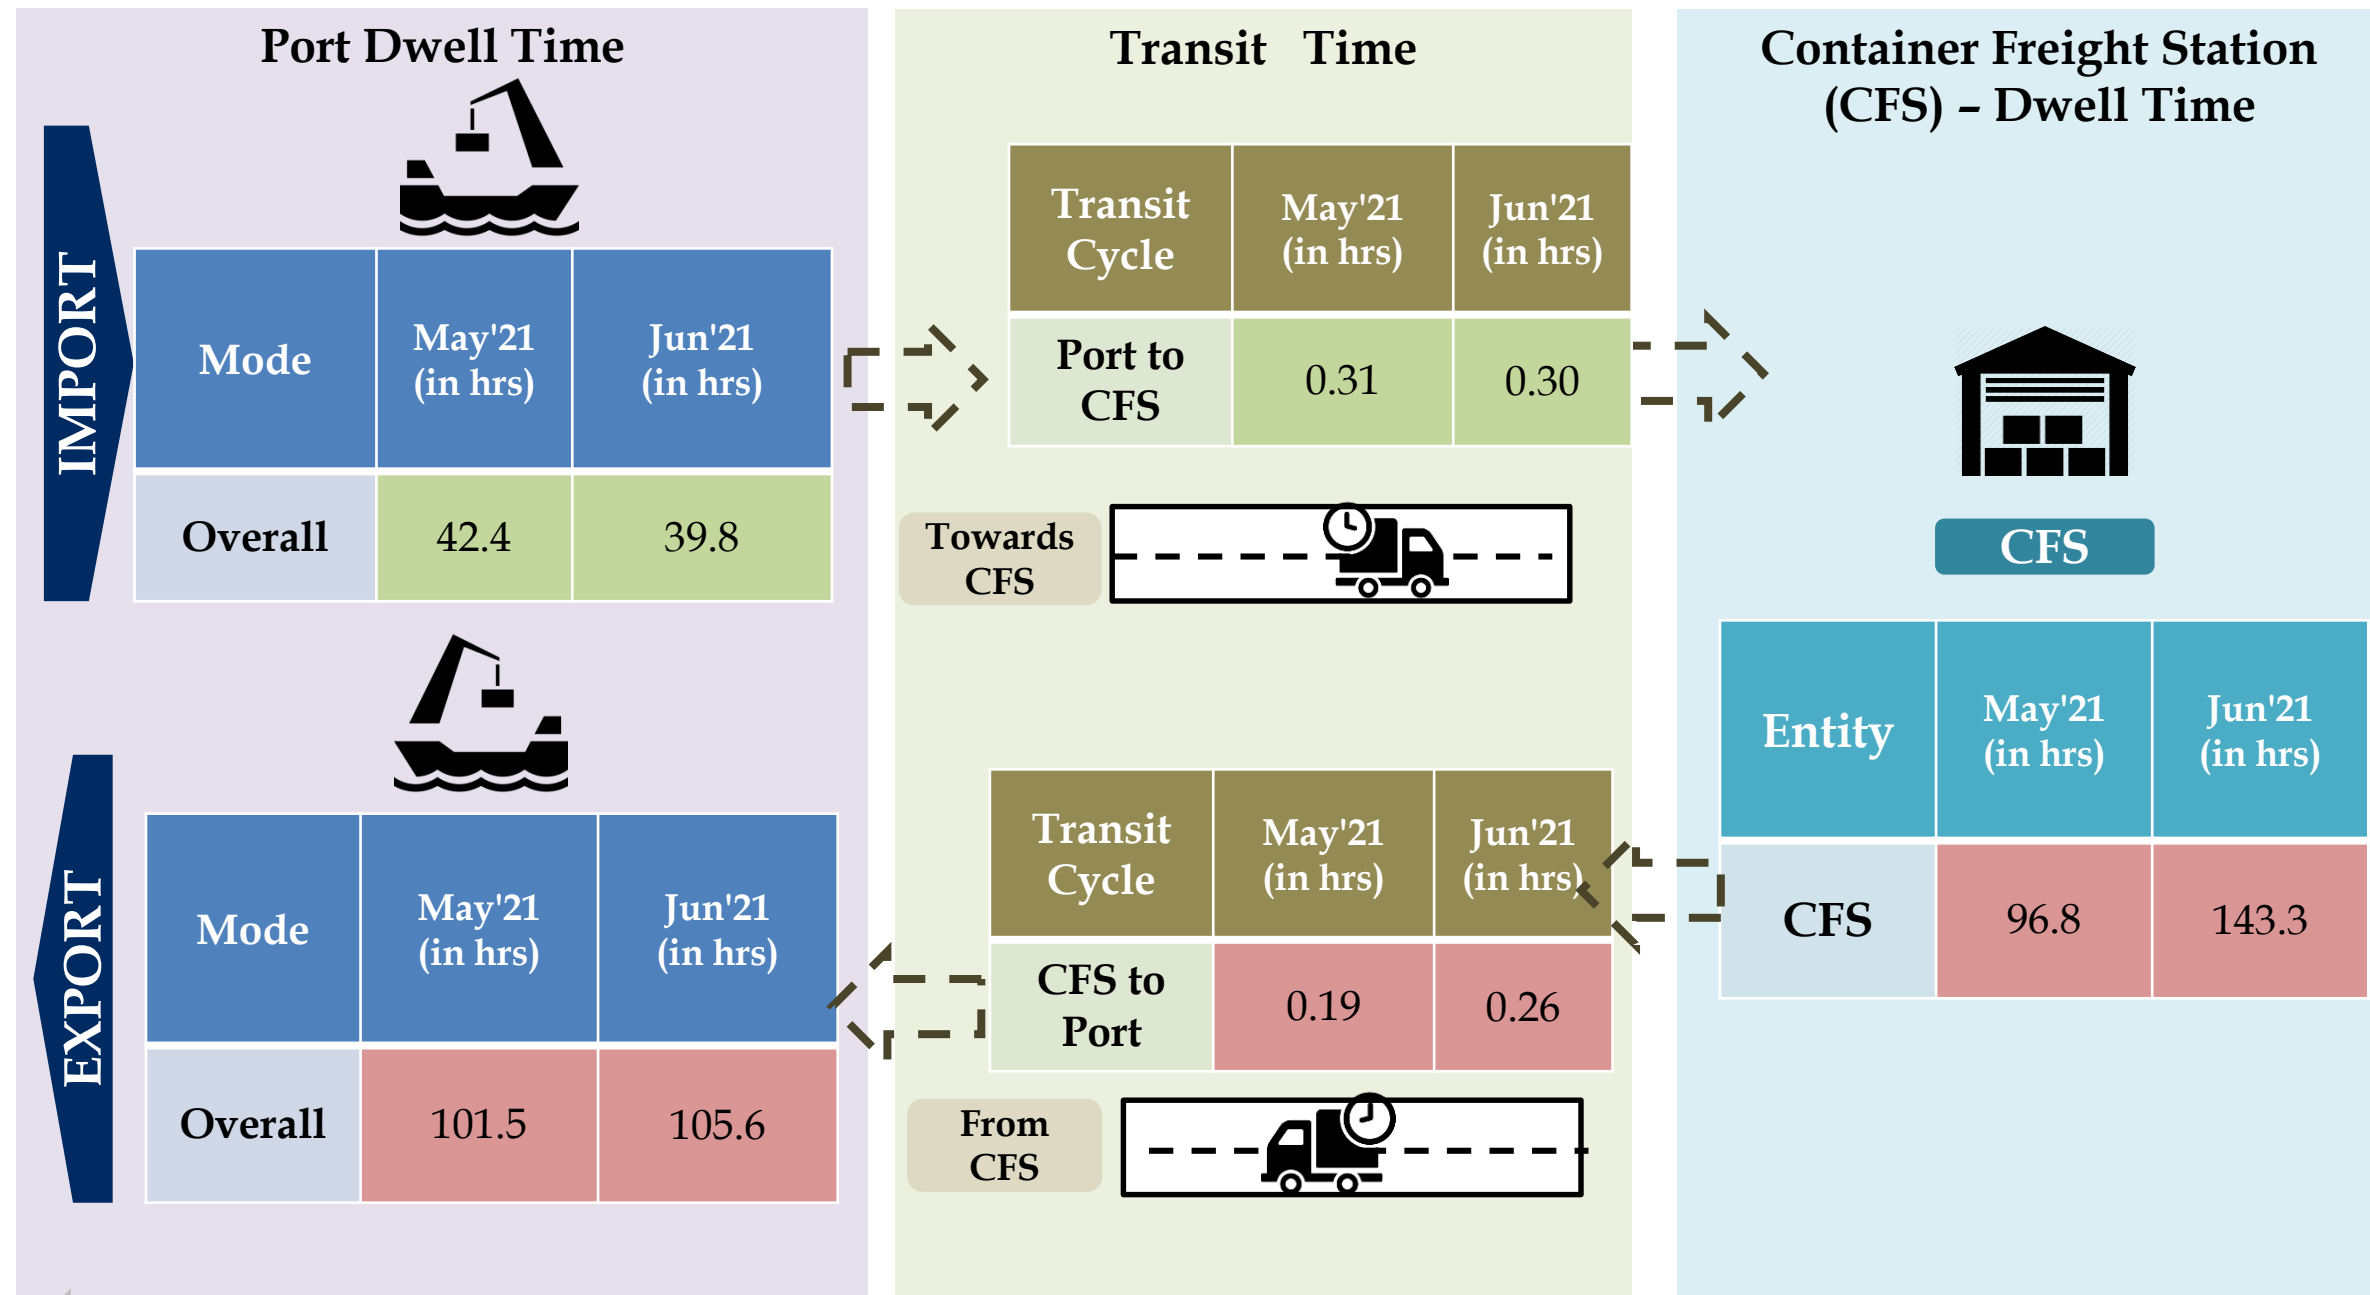 Port Dwell Time
IMPORT
Mode May'21 (in hrs) Jun'21 (in hrs)
Overall 42.4 39.8
EXPORT
Mode May'21 (in hrs) Jun'21 (in hrs)
Overall 101.5 105.6
Transit Time
Transit Cycle May'21 (in hrs) Jun'21 (in hrs)
Port to CFS 0.31 0.30
Towards
CFS
Transit Cycle May'21 (in hrs) Jun'21 (in hrs)
CFS to Port 0.19 0.26
From
CFS
Container Freight Station
(CFS) – Dwell Time
CFS
Entity May'21 (in hrs) Jun'21 (in hrs)
CFS 96.8 143.3